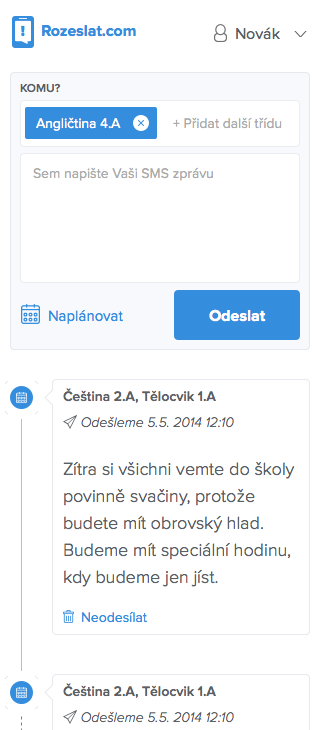 Rozeslat.com
Novák
KOMU?
Angličtina 4.A
+ Přidat další třídu
Sem napište Vaši SMS zprávu
Naplánovat
Odeslat
Čeština 2.A, Tělocvik 1.A
Odešleme 5.5. 2014 12:10
Zítra si všichni vemte do školy
povinně svačiny, protože
budete mít obrovský hlad.
Budeme mít speciální hodinu,
kdy budeme jen jíst.
Neodesílat
Čeština 2.A, Tělocvik 1.A
Odešleme 5.5. 2014 12:10